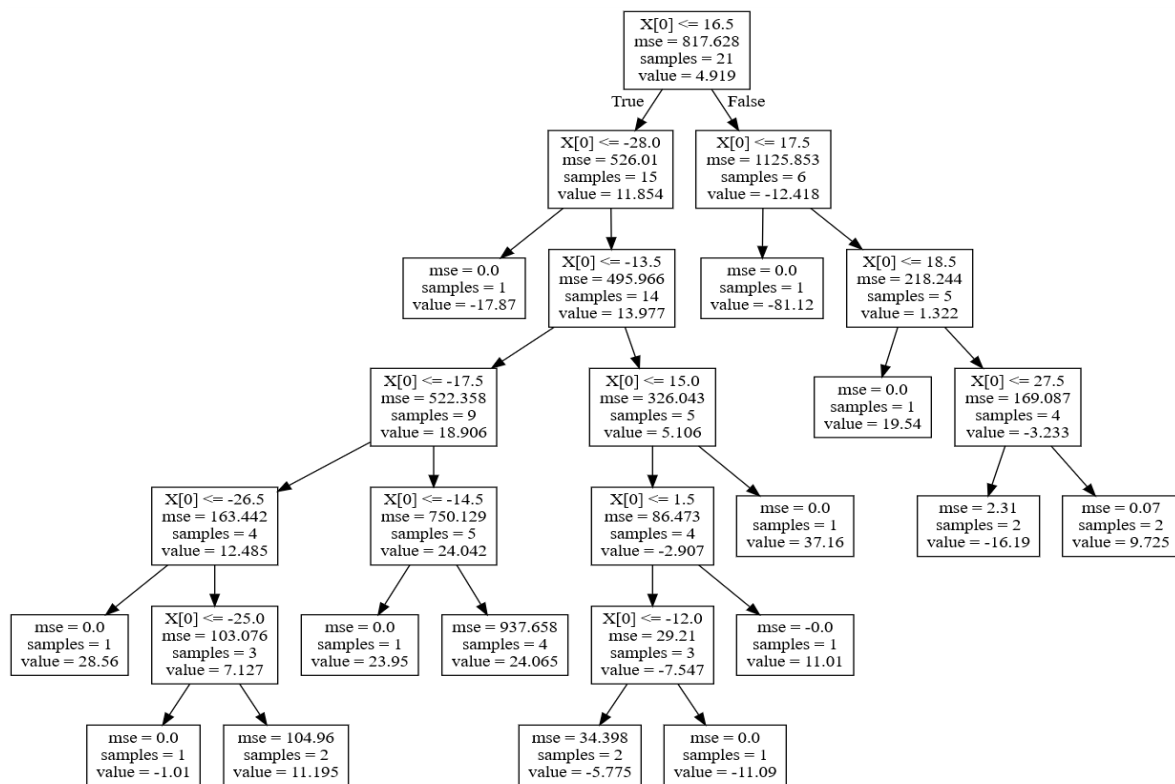 X[0] <= 16.5
mse = 817.628
samples = 21
value = 4.919
True
False
X[0] <= -28.0
mse = 526.01
samples = 15
value = 11.854
X[0] <= 17.5
mse = 1125.853
samples = 6
value = -12.418
mse = 0.0
samples = 1
value = -17.87
X[0] <= -13.5
mse = 495.966
samples = 14
value = 13.977
mse = 0.0
samples = 1
value = -81.12
X[0] <= 18.5
mse = 218.244
samples = 5
value = 1.322
X[0] <= -17.5
mse = 522.358
samples = 9
value = 18.906
X[0] <= 15.0
mse = 326.043
samples = 5
value = 5.106
mse = 0.0
samples = 1
value = 19.54
X[0] <= 27.5
mse = 169.087
samples = 4
value = -3.233
X[0] <= -26.5
mse = 163.442
samples = 4
value = 12.485
X[0] <= -14.5
mse = 750.129
samples = 5
value = 24.042
X[0] <= 1.5
mse = 86.473
samples = 4
value = -2.907
mse = 0.0
samples = 1
value = 37.16
mse = 2.31
samples = 2
value = -16.19
mse = 0.07
samples = 2
value = 9.725
mse = 0.0
samples = 1
value = 28.56
X[0] <= -25.0
mse = 103.076
samples = 3
value = 7.127
mse = 0.0
samples = 1
value = 23.95
mse = 937.658
samples = 4
value = 24.065
X[0] <= -12.0
mse = 29.21
samples = 3
value = -7.547
mse = -0.0
samples = 1
value = 11.01
mse = 0.0
samples = 1
value = -1.01
mse = 104.96
samples = 2
value = 11.195
mse = 34.398
samples = 2
value = -5.775
mse = 0.0
samples = 1
value = -11.09